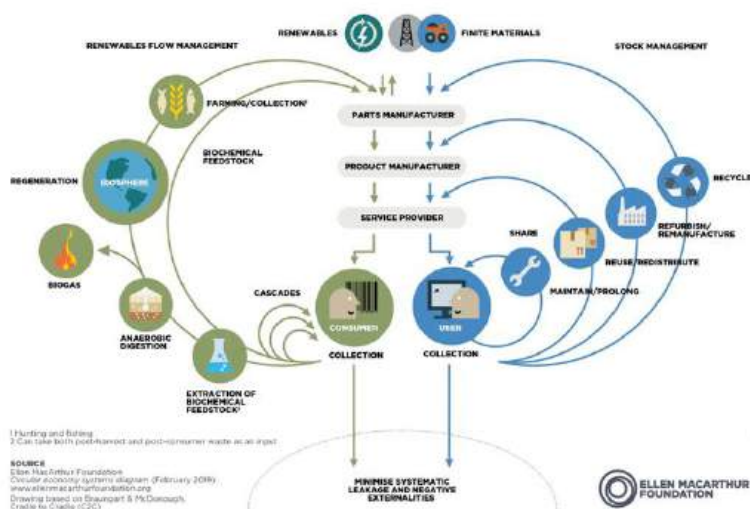 RENEWABLES
FINITE MATERIALS
RENEWABLES FLOW MANAGEMENT
STOCK MANAGEMENT
FARMING/COLLECTION¹
PARTS MANUFACTURER
BIOCHEMICAL
FEEDSTOCK
PRODUCT MANUFACTURER
REGENERATION
BIOSPHERE
RECYCLE
SERVICE PROVIDER
SHARE
REFURBISH/
REMANUFACTURE
REUSE/REDISTRIBUTE
BIOGAS
CASCADES
MAINTAIN/PROLONG
CONSUMER
USER
ANAEROBIC
DIGESTION
COLLECTION
COLLECTION
EXTRACTION OF
BIOCHEMICAL
FEEDSTOCK²
1 Hunting and fishing
2 Can take both post-harvest and post-consumer waste as an input
SOURCE
Ellen MacArthur Foundation
Circular economy systems diagram (February 2019)
www.ellenmacarthurfoundation.org
Drawing based on Braungart & McDonough,
Cradle to Cradle (C2C)
MINIMISE SYSTEMATIC
LEAKAGE AND NEGATIVE
EXTERNALITIES
ELLEN MACARTHUR
FOUNDATION